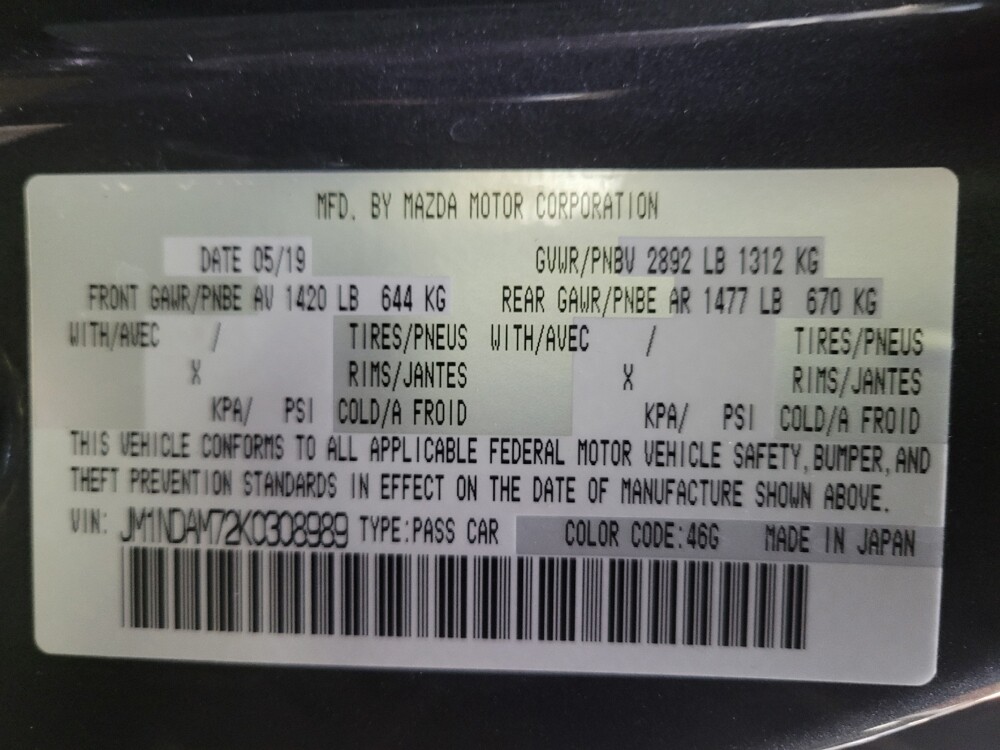 MFD. BY MAZDA MOTOR CORPORATION
DATE 05/19 GVWR/PNBV 2892 LB 1312 KG
FRONT GAWR/PNBE AV 1420 LB 644 KG REAR GAWR/PNBE AR 1477 LB 670 KG
WITH/AVEC / TIRES/PNEUS WITH/AVEC / TIRES/PNEUS
X RIMS/JANTES X RIMS/JANTES
KPA/ PSI COLD/A FROID KPA/ PSI COLD/A FROID
THIS VEHICLE CONFORMS TO ALL APPLICABLE FEDERAL MOTOR VEHICLE SAFETY, BUMPER, AND
THEFT PREVENTION STANDARDS IN EFFECT ON THE DATE OF MANUFACTURE SHOWN ABOVE.
VIN: JM1NDAM72K0308989 TYPE:PASS CAR COLOR CODE:46G MADE IN JAPAN